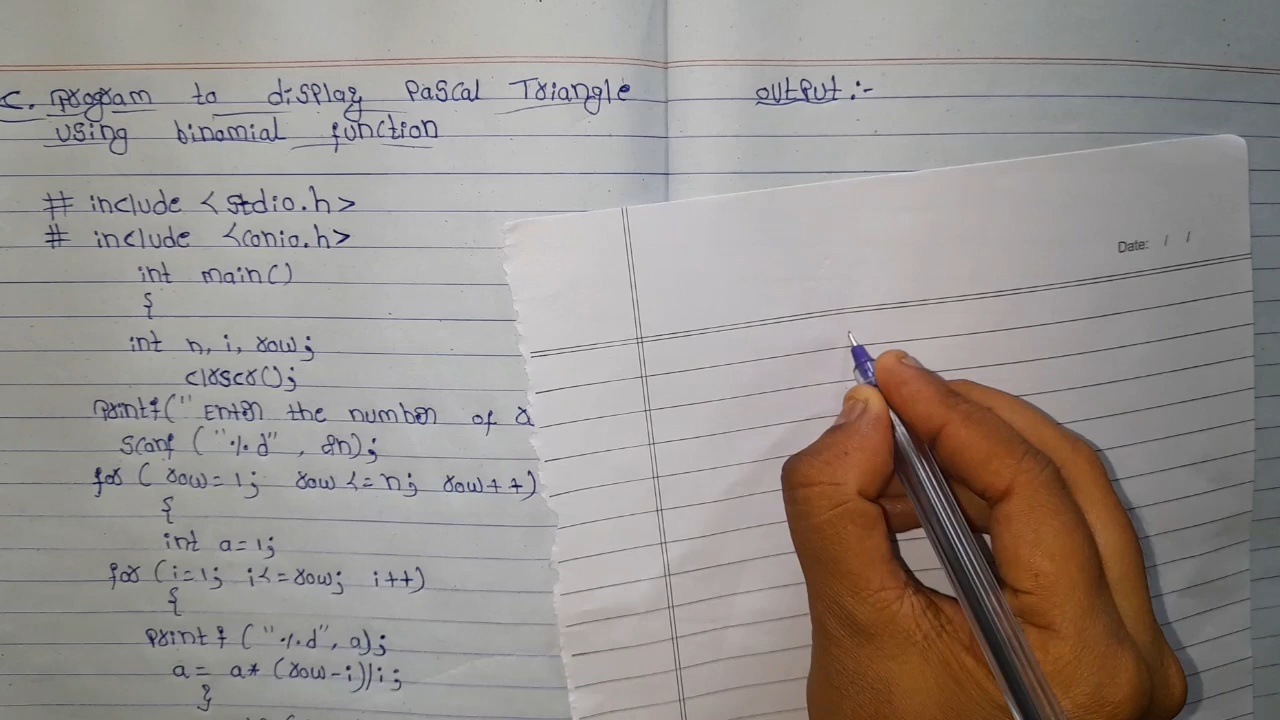 C. program to display Pascal Triangle
using binamial function
# include <stdio.h>
# include <conio.h>
int main()
{
int n, i, row;
clrscr();
printf(" Enter the number of r
scanf ("%d", &n);
for ( row=1; row <=n; row++)
{
int a=1;
for (i=1; i<=row; i++)
{
printf ("%d", a);
a= a* (row-i)/i;
}
output :-
Date: / /